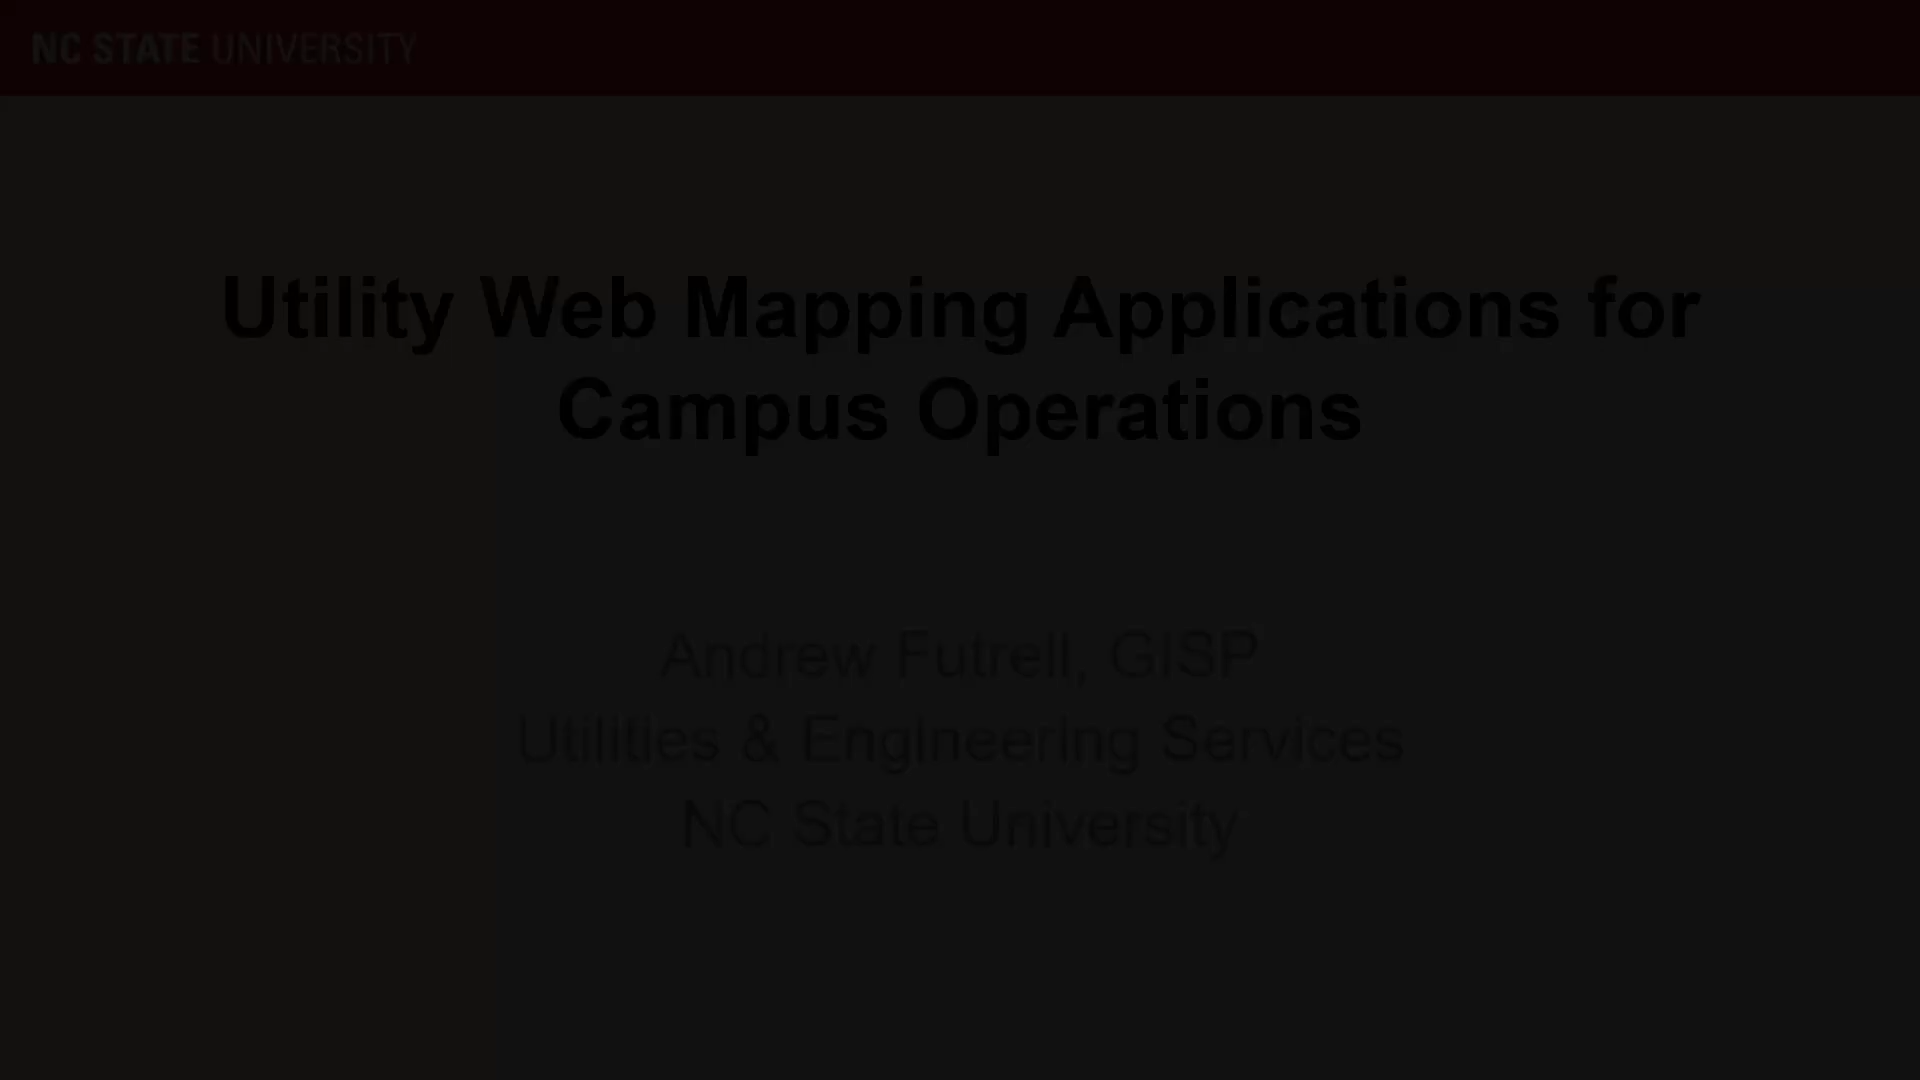 NC STATE UNIVERSITY
Utility Web Mapping Applications for
Campus Operations
Andrew Futrell, GISP
Utilities & Engineering Services
NC State University